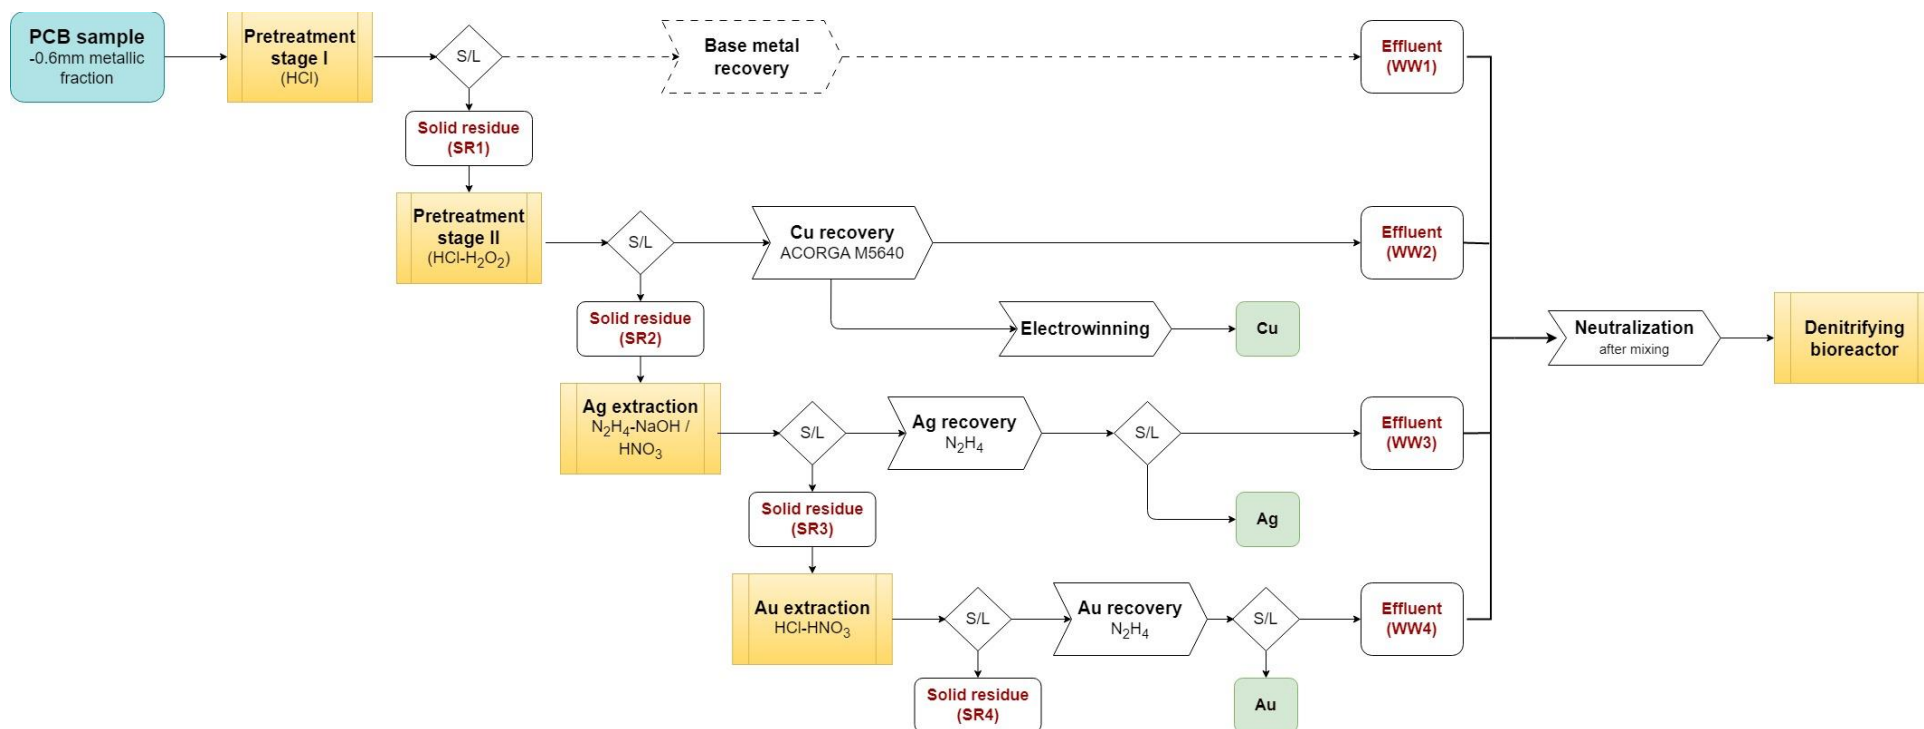 PCB sample
-0.6mm metallic
fraction
Pretreatment
stage I
(HCl)
S/L
Base metal
recovery
Effluent
(WW1)
Solid residue
(SR1)
Pretreatment
stage II
(HCl-H₂O₂)
S/L
Cu recovery
ACORGA M5640
Effluent
(WW2)
Solid residue
(SR2)
Electrowinning
Cu
Neutralization
after mixing
Denitrifying
bioreactor
Ag extraction
N₂H₄-NaOH /
HNO₃
S/L
Ag recovery
N₂H₄
S/L
Effluent
(WW3)
Solid residue
(SR3)
Ag
Au extraction
HCl-HNO₃
S/L
Au recovery
N₂H₄
S/L
Effluent
(WW4)
Solid residue
(SR4)
Au